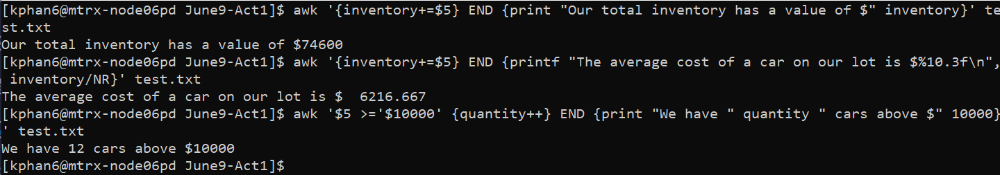 [kphan6@mtrx-node06pd June9-Act1]$ awk '{inventory+=$5} END {print "Our total inventory has a value of $" inventory}' te
st.txt
Our total inventory has a value of $74600
[kphan6@mtrx-node06pd June9-Act1]$ awk '{inventory+=$5} END {printf "The average cost of a car on our lot is $%10.3f\n",
 inventory/NR}' test.txt
The average cost of a car on our lot is $  6216.667
[kphan6@mtrx-node06pd June9-Act1]$ awk '$5 >='$10000' {quantity++} END {print "We have " quantity " cars above $" 10000}
' test.txt
We have 12 cars above $10000
[kphan6@mtrx-node06pd June9-Act1]$